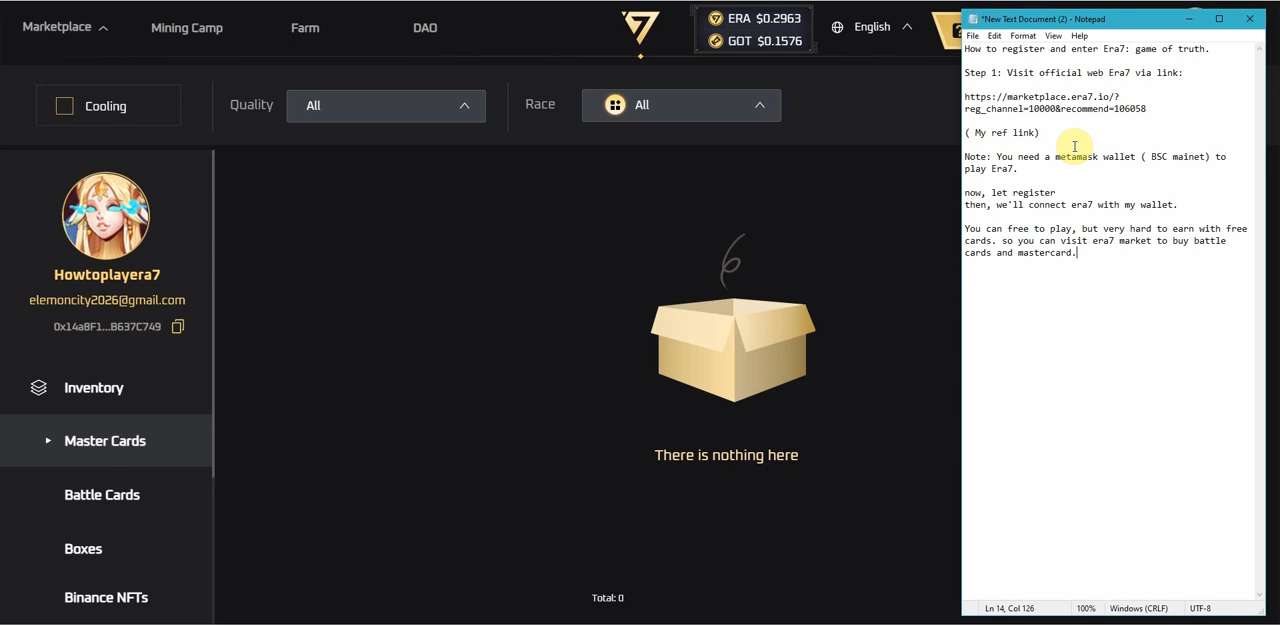 Marketplace
Mining Camp
Farm
DAO
ERA $0.2963
GOT $0.1576
English
Cooling
Quality
All
Race
All
Howtoplayera7
elemoncity2026@gmail.com
0x14a8F1...B637C749
Inventory
Master Cards
Battle Cards
Boxes
Binance NFTs
There is nothing here
Total: 0
*New Text Document (2) - Notepad
File Edit Format View Help
How to register and enter Era7: game of truth.
Step 1: Visit official web Era7 via link:
https://marketplace.era7.io/?
reg_channel=10000&recommend=106058
( My ref link)
Note: You need a metamask wallet ( BSC mainet) to
play Era7.
now, let register
then, we'll connect era7 with my wallet.
You can free to play, but very hard to earn with free
cards. so you can visit era7 market to buy battle
cards and mastercard.
Ln 14, Col 126
100%
Windows (CRLF)
UTF-8